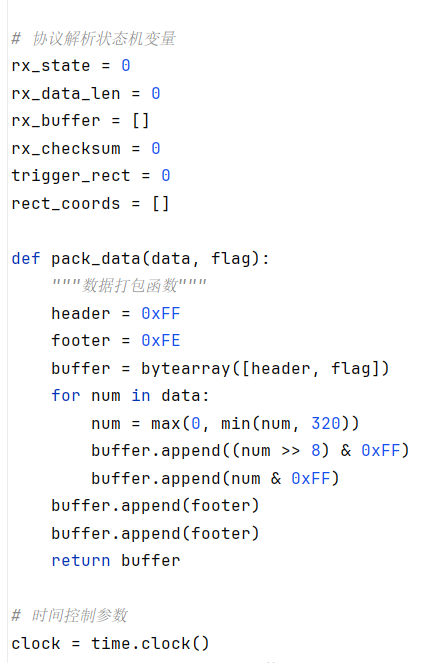 # 协议解析状态机变量
rx_state = 0
rx_data_len = 0
rx_buffer = []
rx_checksum = 0
trigger_rect = 0
rect_coords = []
def pack_data(data, flag):
    """数据打包函数"""
    header = 0xFF
    footer = 0xFE
    buffer = bytearray([header, flag])
    for num in data:
        num = max(0, min(num, 320))
        buffer.append((num >> 8) & 0xFF)
        buffer.append(num & 0xFF)
    buffer.append(footer)
    buffer.append(footer)
    return buffer
# 时间控制参数
clock = time.clock()